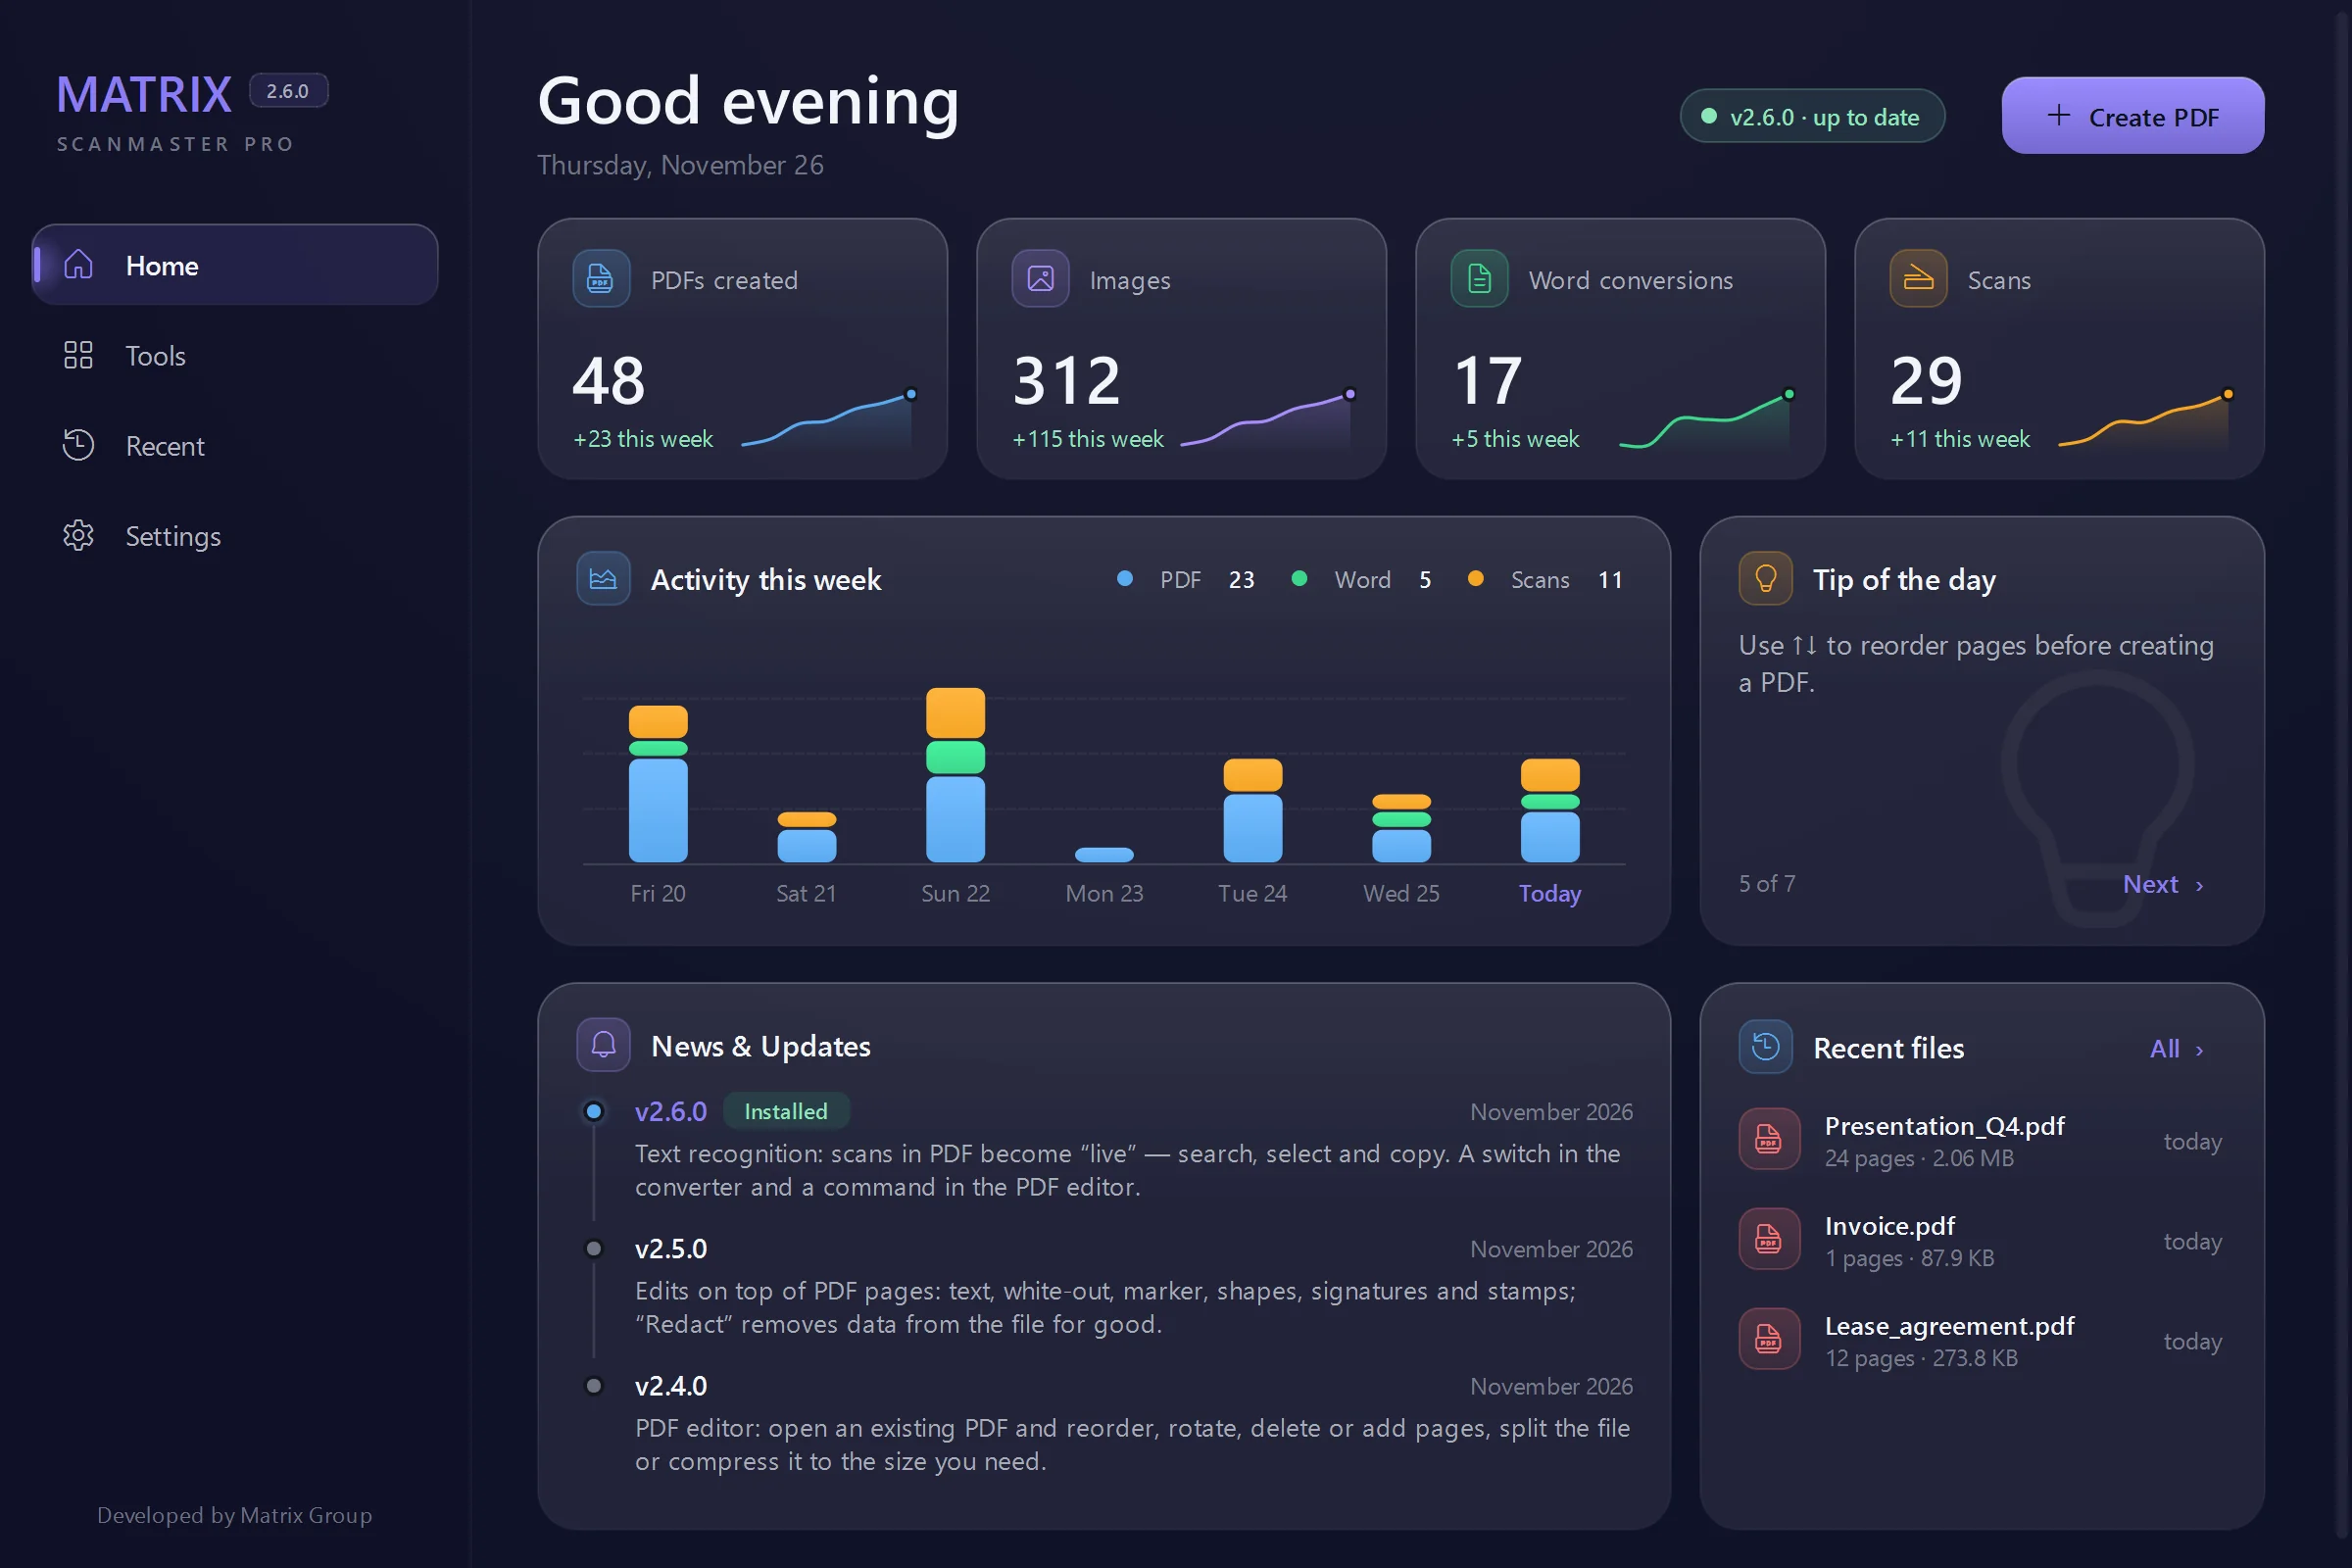 MATRIX 2.6.0
SCANMASTER PRO
Home
Tools
Recent
Settings
Developed by Matrix Group
Good evening
Thursday, November 26
v2.6.0 · up to date
+ Create PDF
PDFs created
48
+23 this week
Images
312
+115 this week
Word conversions
17
+5 this week
Scans
29
+11 this week
Activity this week
PDF 23 Word 5 Scans 11
Fri 20 Sat 21 Sun 22 Mon 23 Tue 24 Wed 25 Today
Tip of the day
Use ↑↓ to reorder pages before creating
a PDF.
5 of 7
Next ›
News & Updates
v2.6.0 Installed November 2026
Text recognition: scans in PDF become “live” — search, select and copy. A switch in the
converter and a command in the PDF editor.
v2.5.0 November 2026
Edits on top of PDF pages: text, white-out, marker, shapes, signatures and stamps;
“Redact” removes data from the file for good.
v2.4.0 November 2026
PDF editor: open an existing PDF and reorder, rotate, delete or add pages, split the file
or compress it to the size you need.
Recent files All ›
Presentation_Q4.pdf
24 pages · 2.06 MB
today
Invoice.pdf
1 pages · 87.9 KB
today
Lease_agreement.pdf
12 pages · 273.8 KB
today